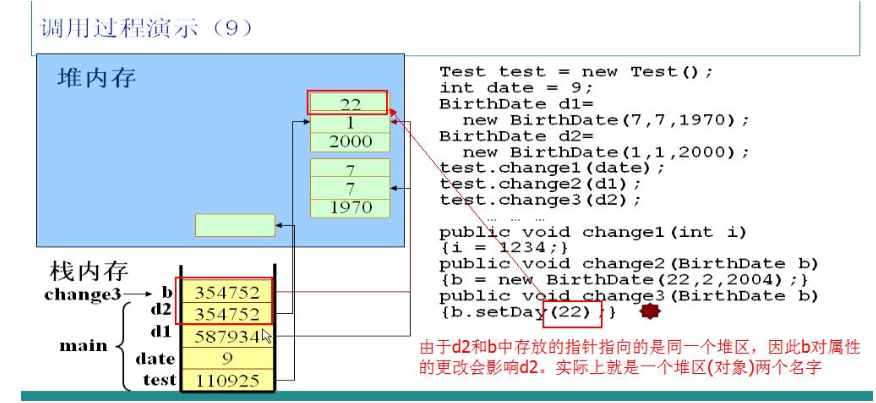 调用过程演示（9）
堆内存
22
1
2000
7
7
1970
栈内存
change3 b 354752
d2 354752
d1 587934
main
date 9
test 110925
Test test = new Test();
int date = 9;
BirthDate d1=
new BirthDate(7,7,1970);
BirthDate d2=
new BirthDate(1,1,2000);
test.change1(date);
test.change2(d1);
test.change3(d2);
… … …
public void change1(int i)
{i = 1234;}
public void change2(BirthDate b)
{b = new BirthDate(22,2,2004);}
public void change3(BirthDate b)
{b.setDay(22);}
由于d2和b中存放的指针指向的是同一个堆区，因此b对属性
的更改会影响d2。实际上就是一个堆区(对象)两个名字